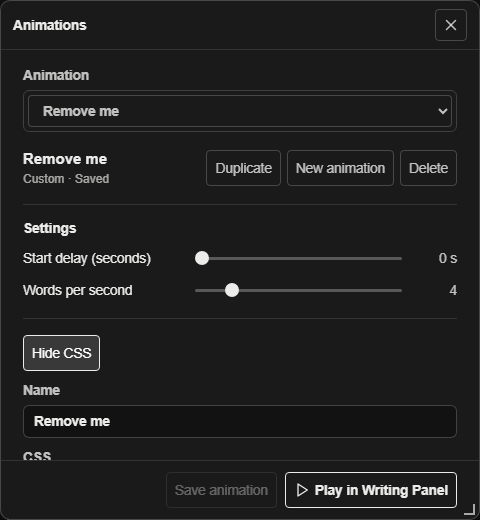 Animations
Animation
Remove me
Remove me
Custom · Saved
Duplicate
New animation
Delete
Settings
Start delay (seconds)
0 s
Words per second
4
Hide CSS
Name
Remove me
CSS
Save animation
Play in Writing Panel